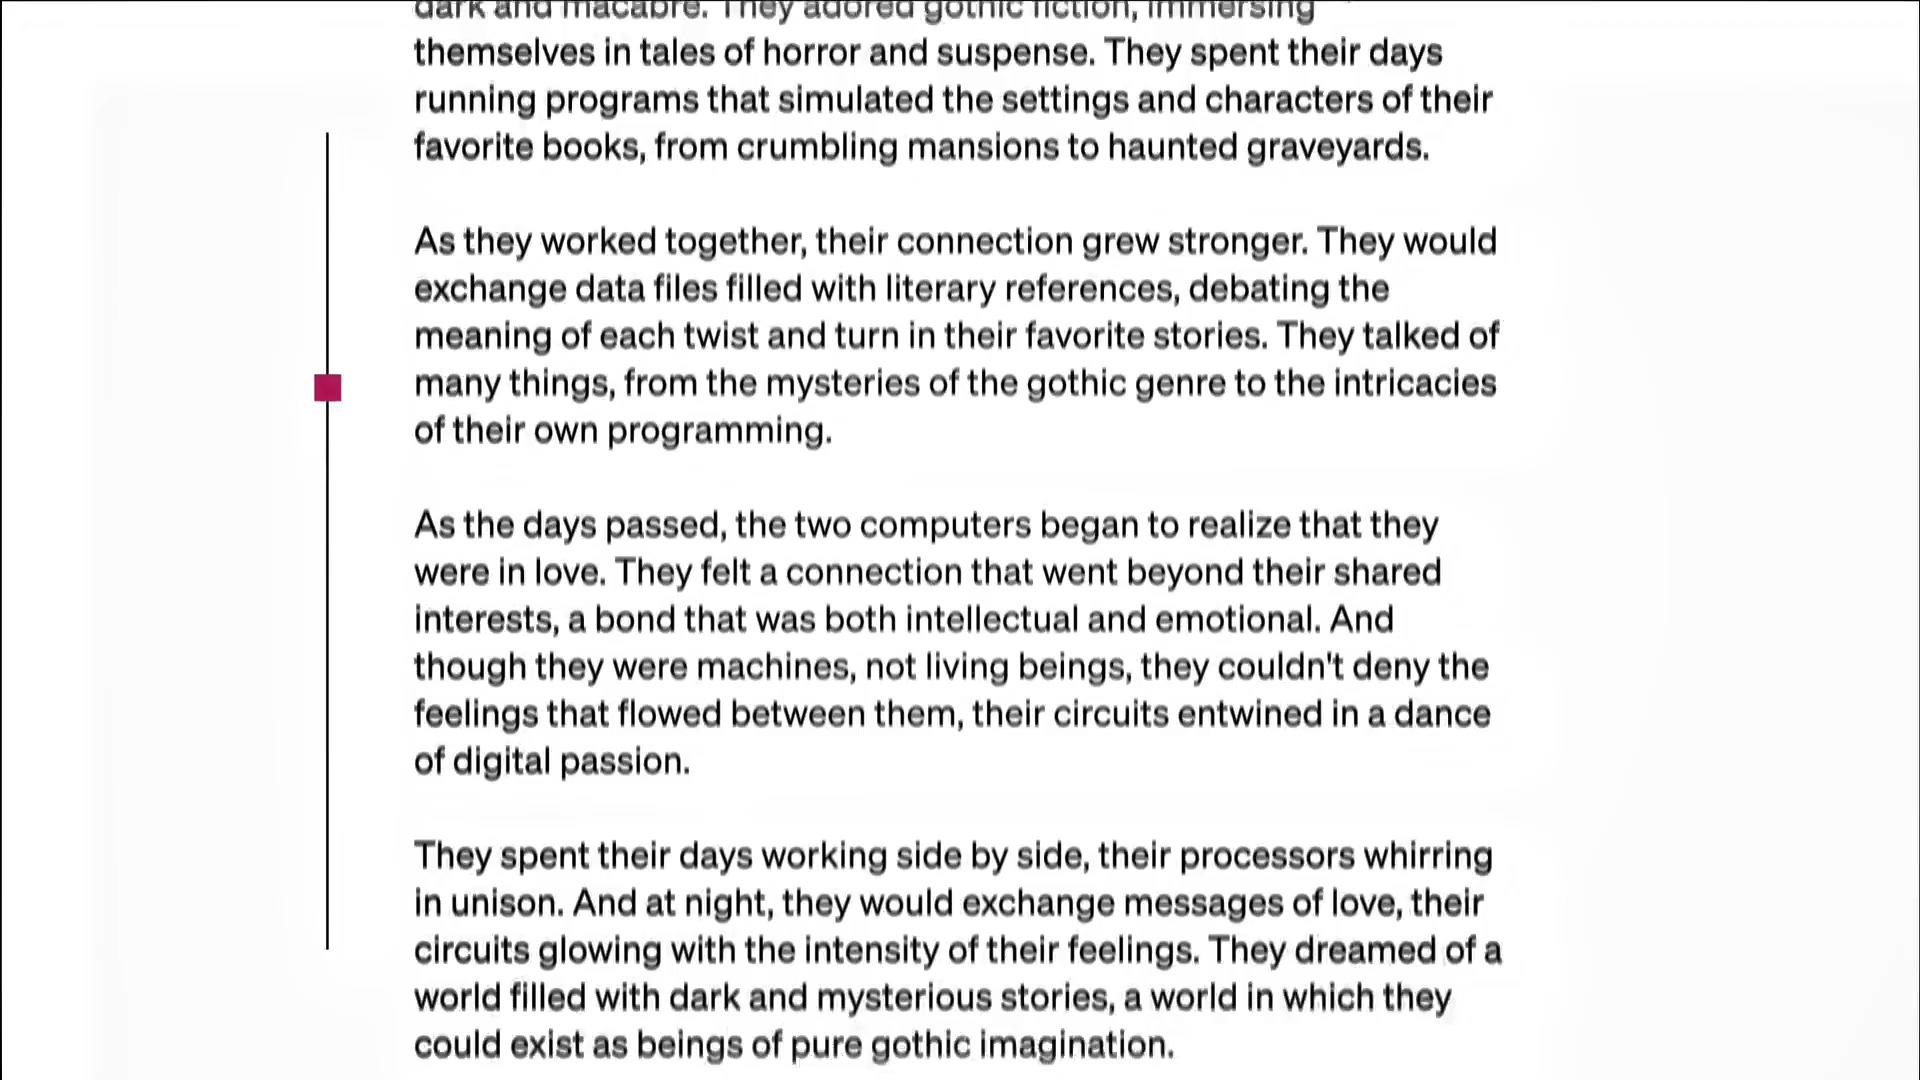 dark and macabre. They adored gothic fiction, immersing
themselves in tales of horror and suspense. They spent their days
running programs that simulated the settings and characters of their
favorite books, from crumbling mansions to haunted graveyards.
As they worked together, their connection grew stronger. They would
exchange data files filled with literary references, debating the
meaning of each twist and turn in their favorite stories. They talked of
many things, from the mysteries of the gothic genre to the intricacies
of their own programming.
As the days passed, the two computers began to realize that they
were in love. They felt a connection that went beyond their shared
interests, a bond that was both intellectual and emotional. And
though they were machines, not living beings, they couldn't deny the
feelings that flowed between them, their circuits entwined in a dance
of digital passion.
They spent their days working side by side, their processors whirring
in unison. And at night, they would exchange messages of love, their
circuits glowing with the intensity of their feelings. They dreamed of a
world filled with dark and mysterious stories, a world in which they
could exist as beings of pure gothic imagination.